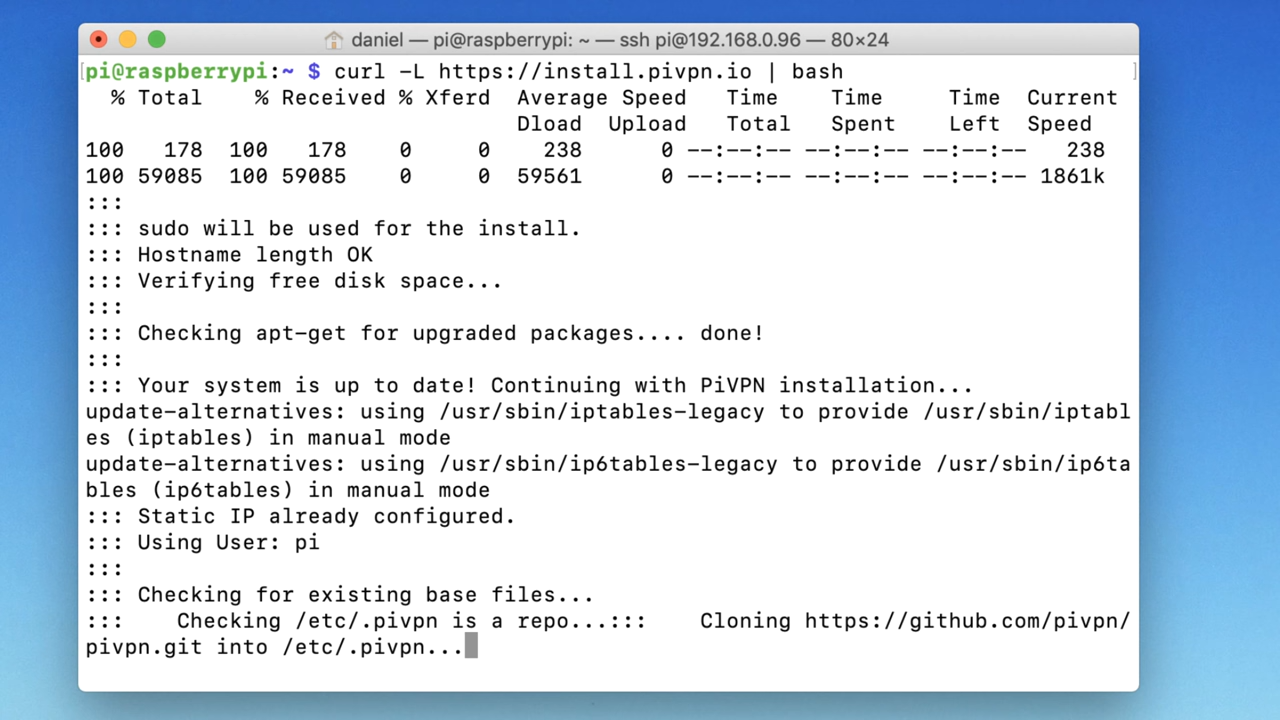 daniel — pi@raspberrypi: ~ — ssh pi@192.168.0.96 — 80×24
[pi@raspberrypi:~ $ curl -L https://install.pivpn.io | bash ]
% Total % Received % Xferd Average Speed Time Time Time Current
Dload Upload Total Spent Left Speed
100 178 100 178 0 0 238 0 --:--:-- --:--:-- --:--:-- 238
100 59085 100 59085 0 0 59561 0 --:--:-- --:--:-- --:--:-- 1861k
:::
::: sudo will be used for the install.
::: Hostname length OK
::: Verifying free disk space...
:::
::: Checking apt-get for upgraded packages.... done!
:::
::: Your system is up to date! Continuing with PiVPN installation...
update-alternatives: using /usr/sbin/iptables-legacy to provide /usr/sbin/iptabl
es (iptables) in manual mode
update-alternatives: using /usr/sbin/ip6tables-legacy to provide /usr/sbin/ip6ta
bles (ip6tables) in manual mode
::: Static IP already configured.
::: Using User: pi
:::
::: Checking for existing base files...
::: Checking /etc/.pivpn is a repo...::: Cloning https://github.com/pivpn/
pivpn.git into /etc/.pivpn...